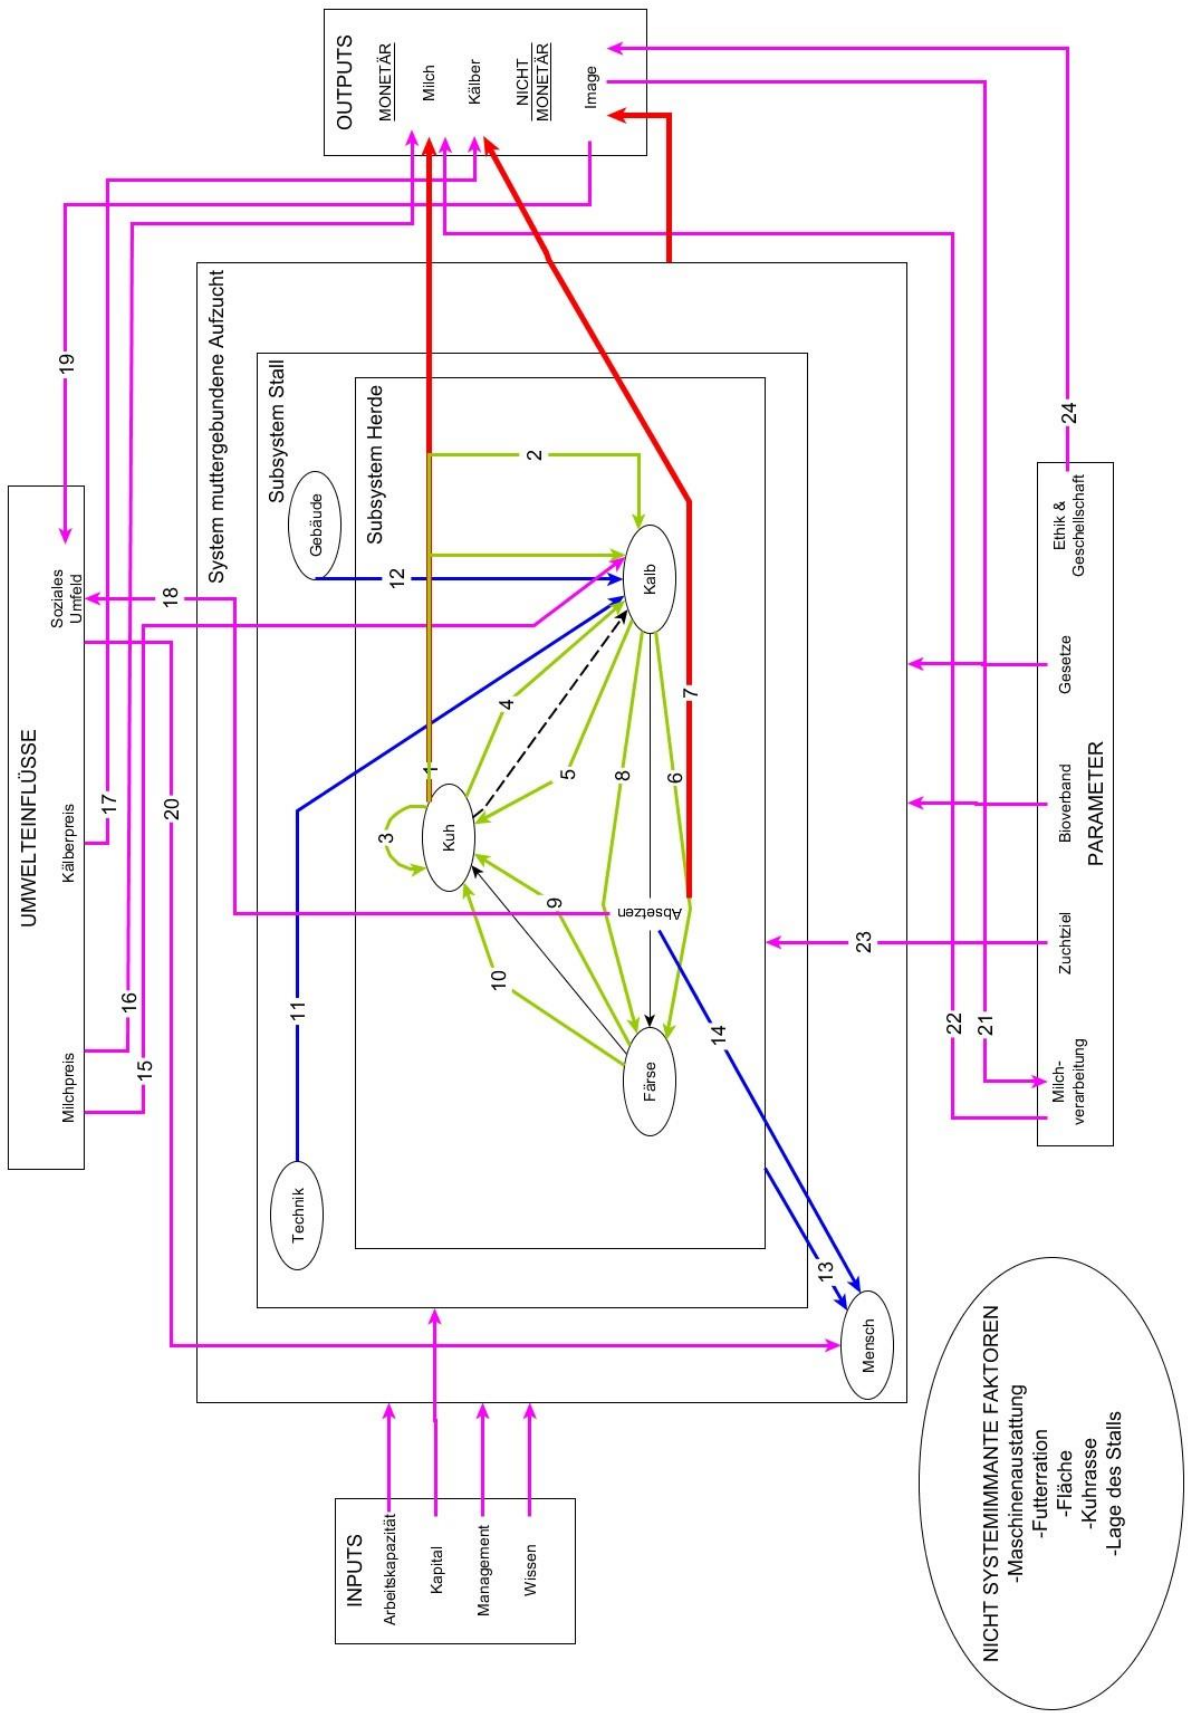 UMWELTEINFLÜSSE
Milchpreis
Kälberpreis
Soziales
Umfeld
15
16
17
20
18
19
INPUTS
Arbeitskapazität
Kapital
Management
Wissen
System muttergebundene Aufzucht
Subsystem Stall
Subsystem Herde
Technik
Gebäude
11
12
Kuh
Kalb
Färse
Absetzen
Mensch
1
2
3
4
5
6
7
8
9
10
13
14
OUTPUTS
MONETÄR
Milch
Kälber
NICHT
MONETÄR
Image
22
21
23
24
Milch-
verarbeitung
Zuchtziel
Bioverband
Gesetze
Ethik &
Geschellschaft
PARAMETER
NICHT SYSTEMIMMANTE FAKTOREN
-Maschinenaustattung
-Futterration
-Fläche
-Kuhrasse
-Lage des Stalls